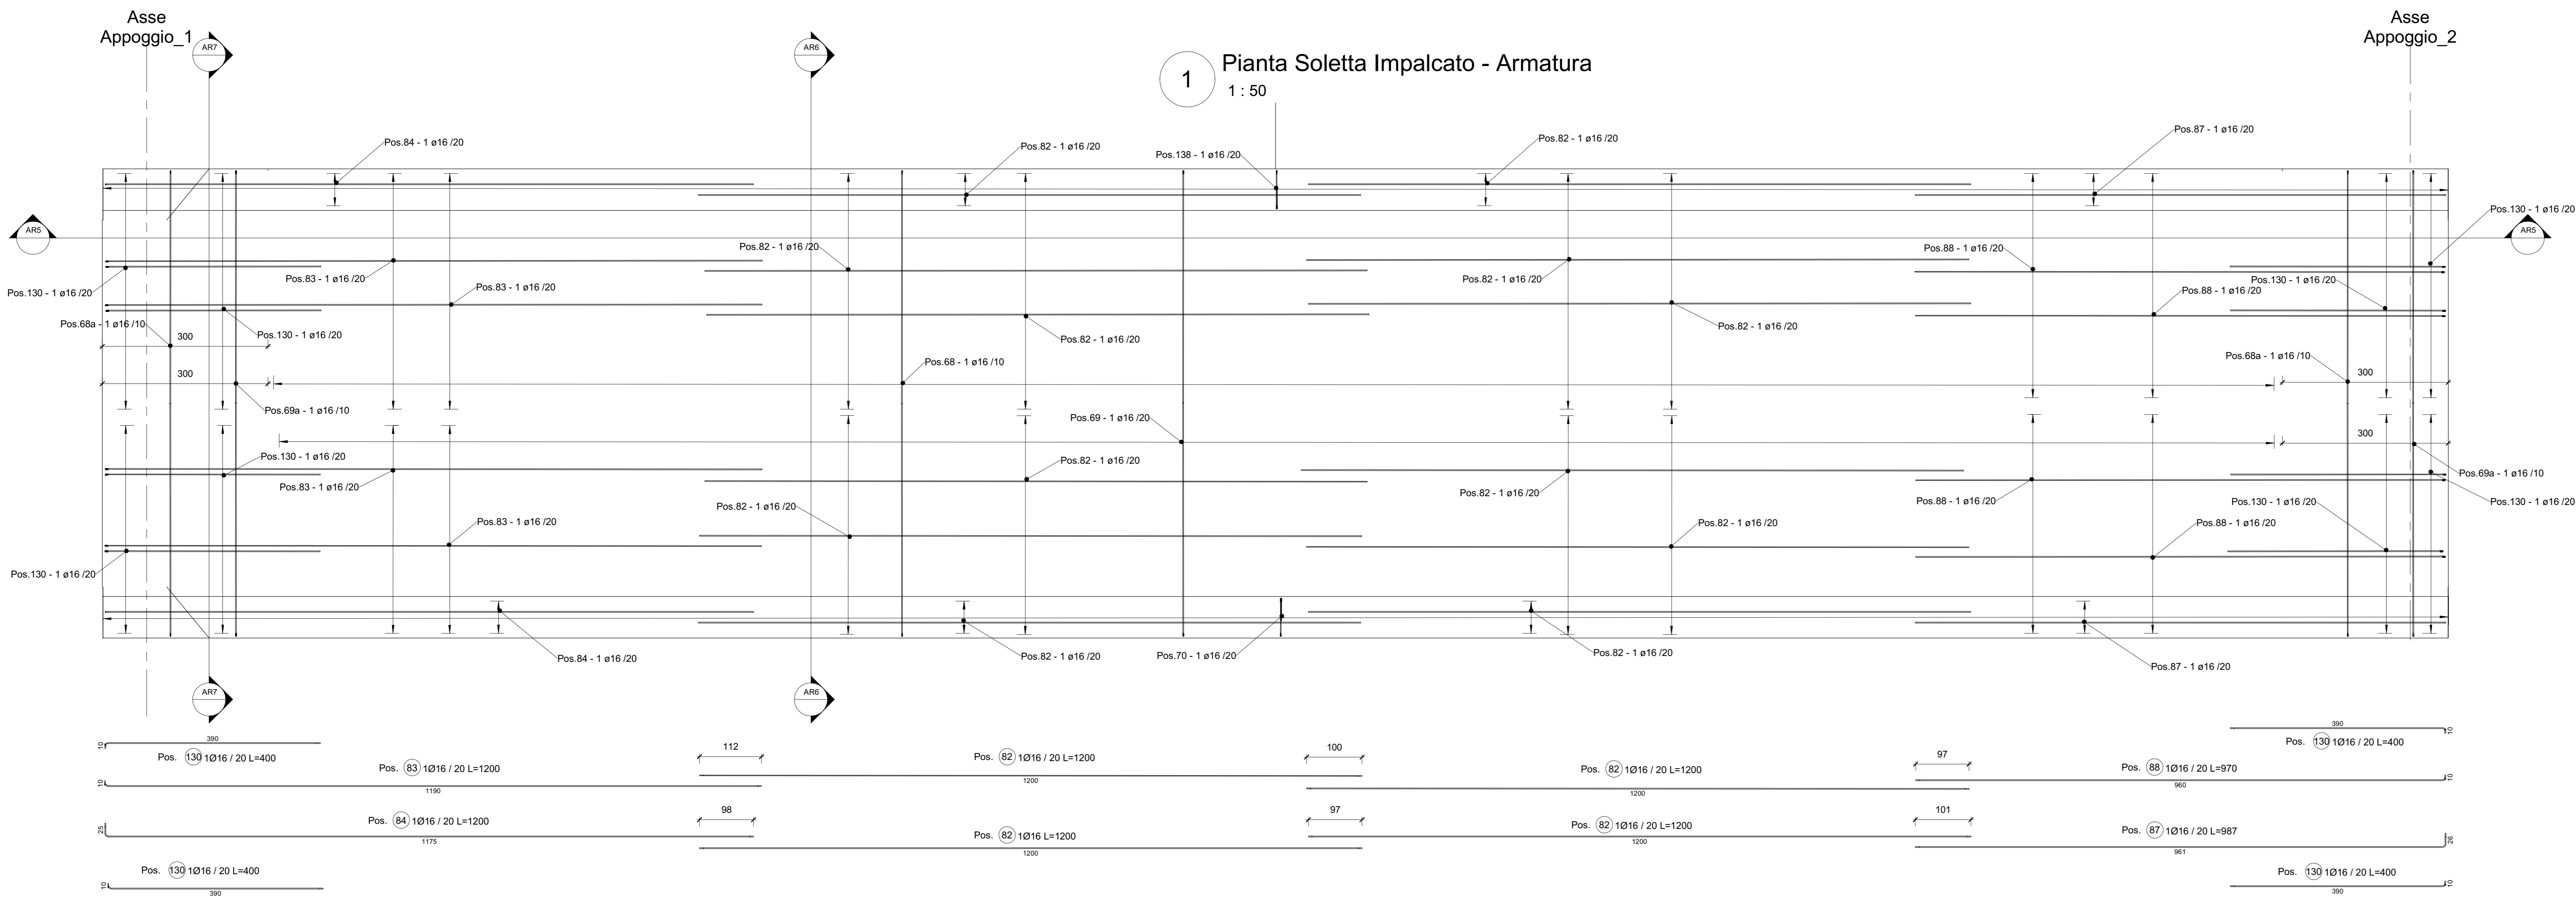 Asse
Appoggio_1
AR7
AR6
1
Pianta Soletta Impalcato - Armatura
1 : 50
Asse
Appoggio_2
Pos.84 - 1 ø16 /20
Pos.82 - 1 ø16 /20
Pos.138 - 1 ø16 /20
Pos.82 - 1 ø16 /20
Pos.87 - 1 ø16 /20
Pos.130 - 1 ø16 /20
AR5
AR5
Pos.82 - 1 ø16 /20
Pos.88 - 1 ø16 /20
Pos.83 - 1 ø16 /20
Pos.82 - 1 ø16 /20
Pos.130 - 1 ø16 /20
Pos.83 - 1 ø16 /20
Pos.88 - 1 ø16 /20
Pos.130 - 1 ø16 /20
Pos.68a - 1 ø16 /10
300
Pos.130 - 1 ø16 /20
Pos.82 - 1 ø16 /20
Pos.82 - 1 ø16 /20
Pos.68 - 1 ø16 /10
Pos.68a - 1 ø16 /10
300
300
Pos.69a - 1 ø16 /10
Pos.69 - 1 ø16 /20
300
Pos.130 - 1 ø16 /20
Pos.82 - 1 ø16 /20
Pos.69a - 1 ø16 /10
Pos.83 - 1 ø16 /20
Pos.82 - 1 ø16 /20
Pos.88 - 1 ø16 /20
Pos.130 - 1 ø16 /20
Pos.130 - 1 ø16 /20
Pos.82 - 1 ø16 /20
Pos.83 - 1 ø16 /20
Pos.82 - 1 ø16 /20
Pos.88 - 1 ø16 /20
Pos.130 - 1 ø16 /20
Pos.84 - 1 ø16 /20
Pos.82 - 1 ø16 /20
Pos.70 - 1 ø16 /20
Pos.82 - 1 ø16 /20
Pos.87 - 1 ø16 /20
AR7
AR6
10
390
Pos. 130 1Ø16 / 20 L=400
112
Pos. 82 1Ø16 / 20 L=1200
100
97
390
10
Pos. 130 1Ø16 / 20 L=400
10
Pos. 83 1Ø16 / 20 L=1200
1190
1200
Pos. 82 1Ø16 / 20 L=1200
1200
Pos. 88 1Ø16 / 20 L=970
960
10
25
Pos. 84 1Ø16 / 20 L=1200
1175
98
Pos. 82 1Ø16 L=1200
1200
97
Pos. 82 1Ø16 / 20 L=1200
1200
101
Pos. 87 1Ø16 / 20 L=987
961
26
Pos. 130 1Ø16 / 20 L=400
10
390
Pos. 130 1Ø16 / 20 L=400
390
10